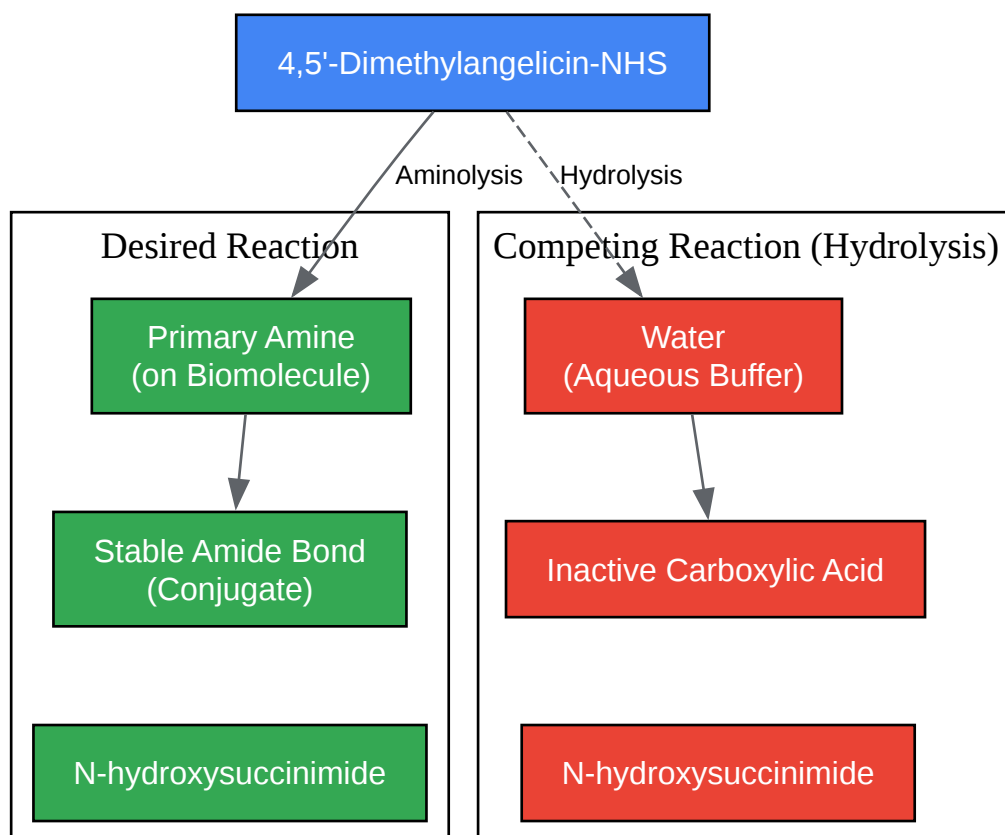 4,5'-Dimethylangelicin-NHS
Aminolysis
Hydrolysis
Desired Reaction
Primary Amine
(on Biomolecule)
Stable Amide Bond
(Conjugate)
N-hydroxysuccinimide
Competing Reaction (Hydrolysis)
Water
(Aqueous Buffer)
Inactive Carboxylic Acid
N-hydroxysuccinimide